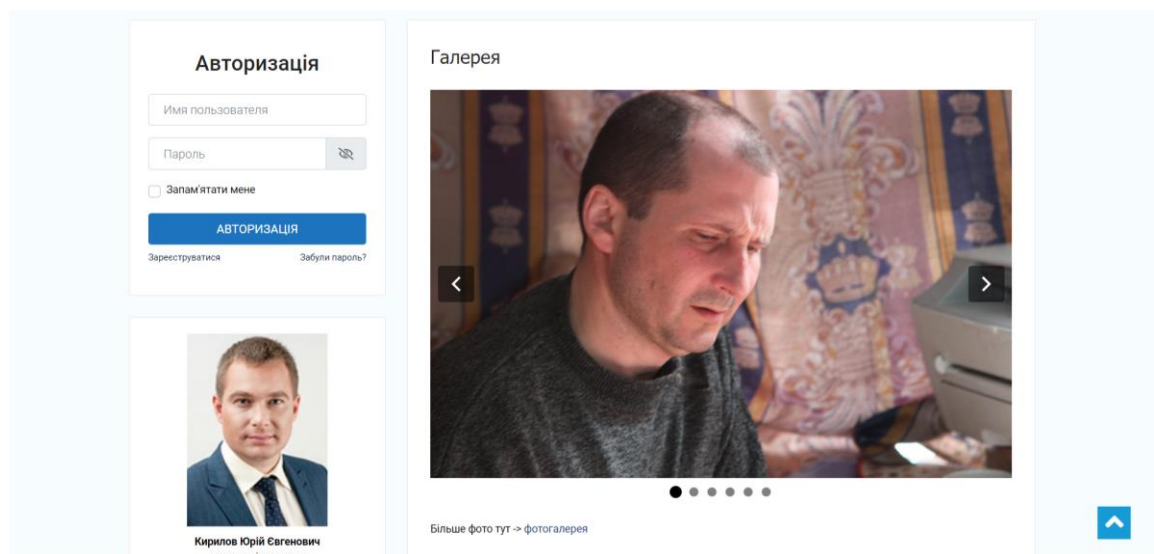 Авторизація
Имя пользователя
Пароль
Запам'ятати мене
АВТОРИЗАЦІЯ
Зареєструватися Забули пароль?
Кирилов Юрій Євгенович
Галерея
Більше фото тут -> фотогалерея